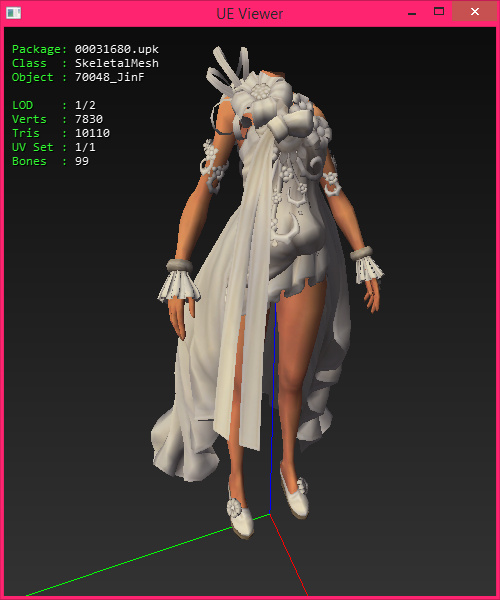 UE Viewer
Package: 00031680.upk
Class  : SkeletalMesh
Object : 70048_JinF
LOD    : 1/2
Verts  : 7830
Tris   : 10110
UV Set : 1/1
Bones  : 99